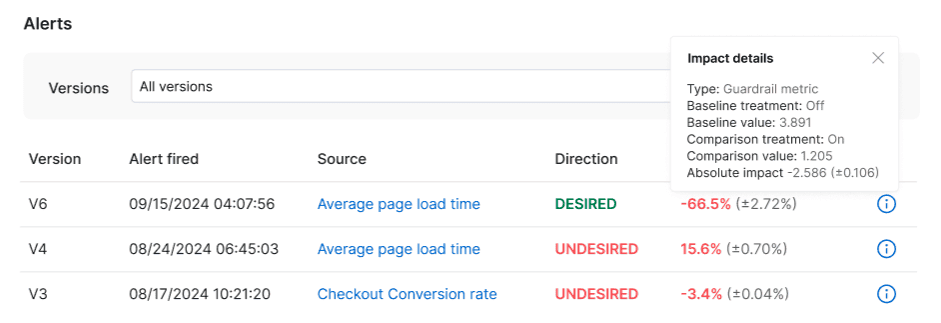 Alerts
Impact details
Versions
All versions
Type: Guardrail metric
Baseline treatment: Off
Baseline value: 3.891
Comparison treatment: On
Comparison value: 1.205
Absolute impact -2.586 (±0.106)
Version Alert fired Source Direction
V6 09/15/2024 04:07:56 Average page load time DESIRED -66.5% (±2.72%)
V4 08/24/2024 06:45:03 Average page load time UNDESIRED 15.6% (±0.70%)
V3 08/17/2024 10:21:20 Checkout Conversion rate UNDESIRED -3.4% (±0.04%)